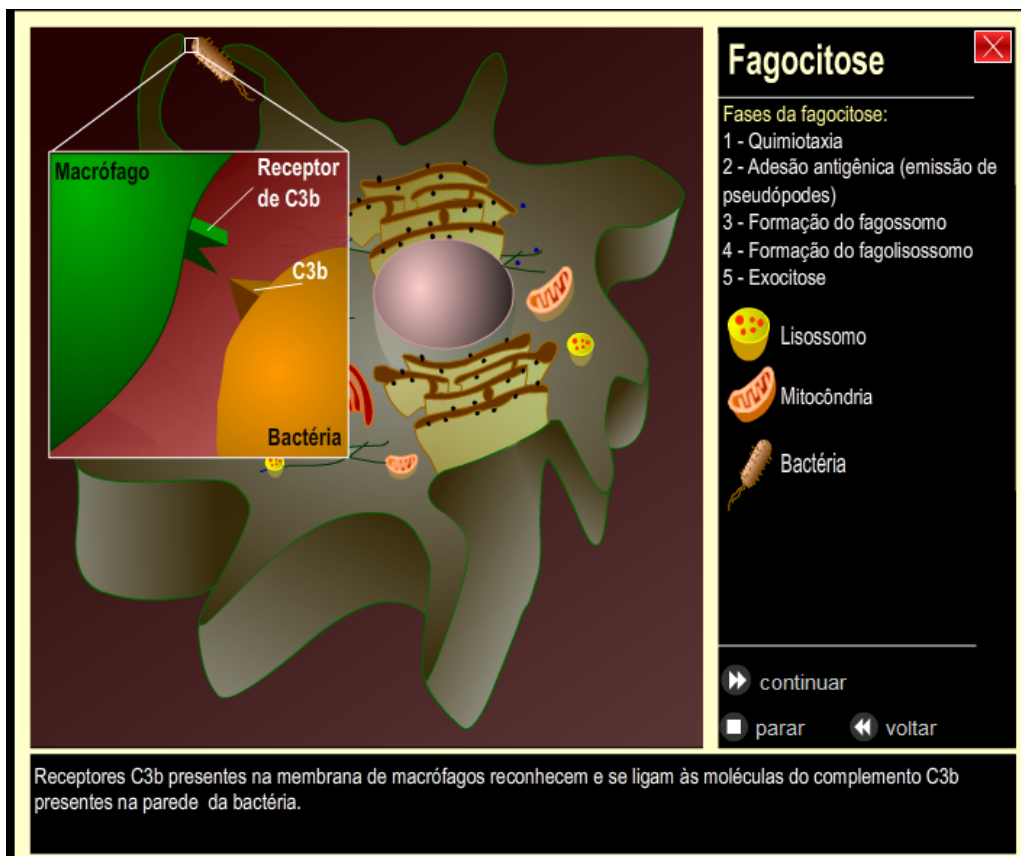 Fagocitose
Fases da fagocitose:
1 - Quimiotaxia
2 - Adesão antigênica (emissão de
pseudópodes)
3 - Formação do fagossomo
4 - Formação do fagolisossomo
5 - Exocitose
Lisossomo
Mitocôndria
Bactéria
continuar
parar
voltar
Macrófago
Receptor
de C3b
C3b
Bactéria
Receptores C3b presentes na membrana de macrófagos reconhecem e se ligam às moléculas do complemento C3b
presentes na parede da bactéria.